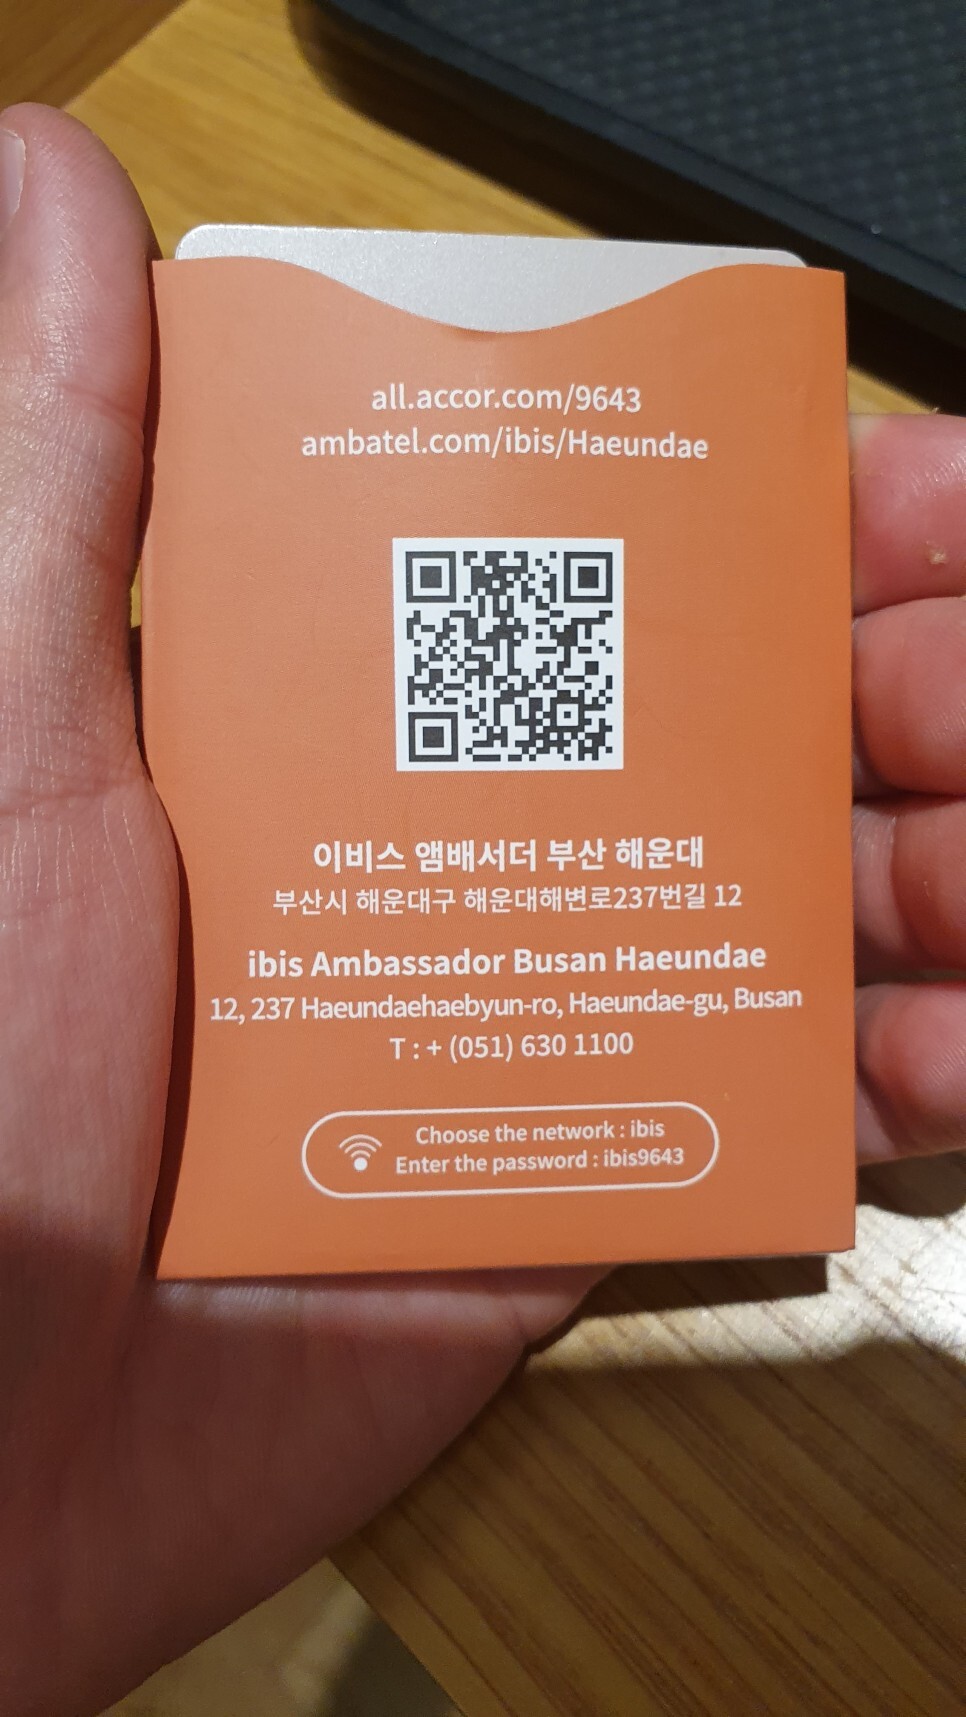 all.accor.com/9643
ambatel.com/ibis/Haeundae
이비스 앰배서더 부산 해운대
부산시 해운대구 해운대해변로237번길 12
ibis Ambassador Busan Haeundae
12, 237 Haeundaehaebyun-ro, Haeundae-gu, Busan
T : + (051) 630 1100
Choose the network : ibis
Enter the password : ibis9643